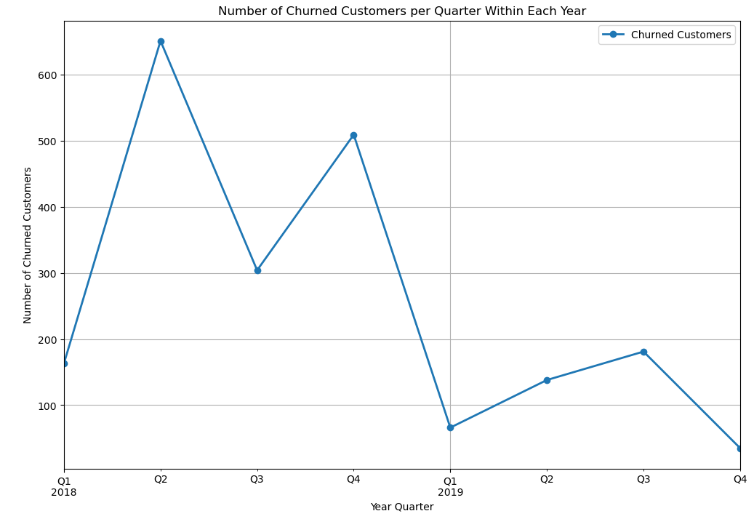 Number of Churned Customers per Quarter Within Each Year
Churned Customers
Number of Churned Customers
600
500
400
300
200
100
Q1 Q2 Q3 Q4 Q1 Q2 Q3 Q4
2018 2019
Year Quarter